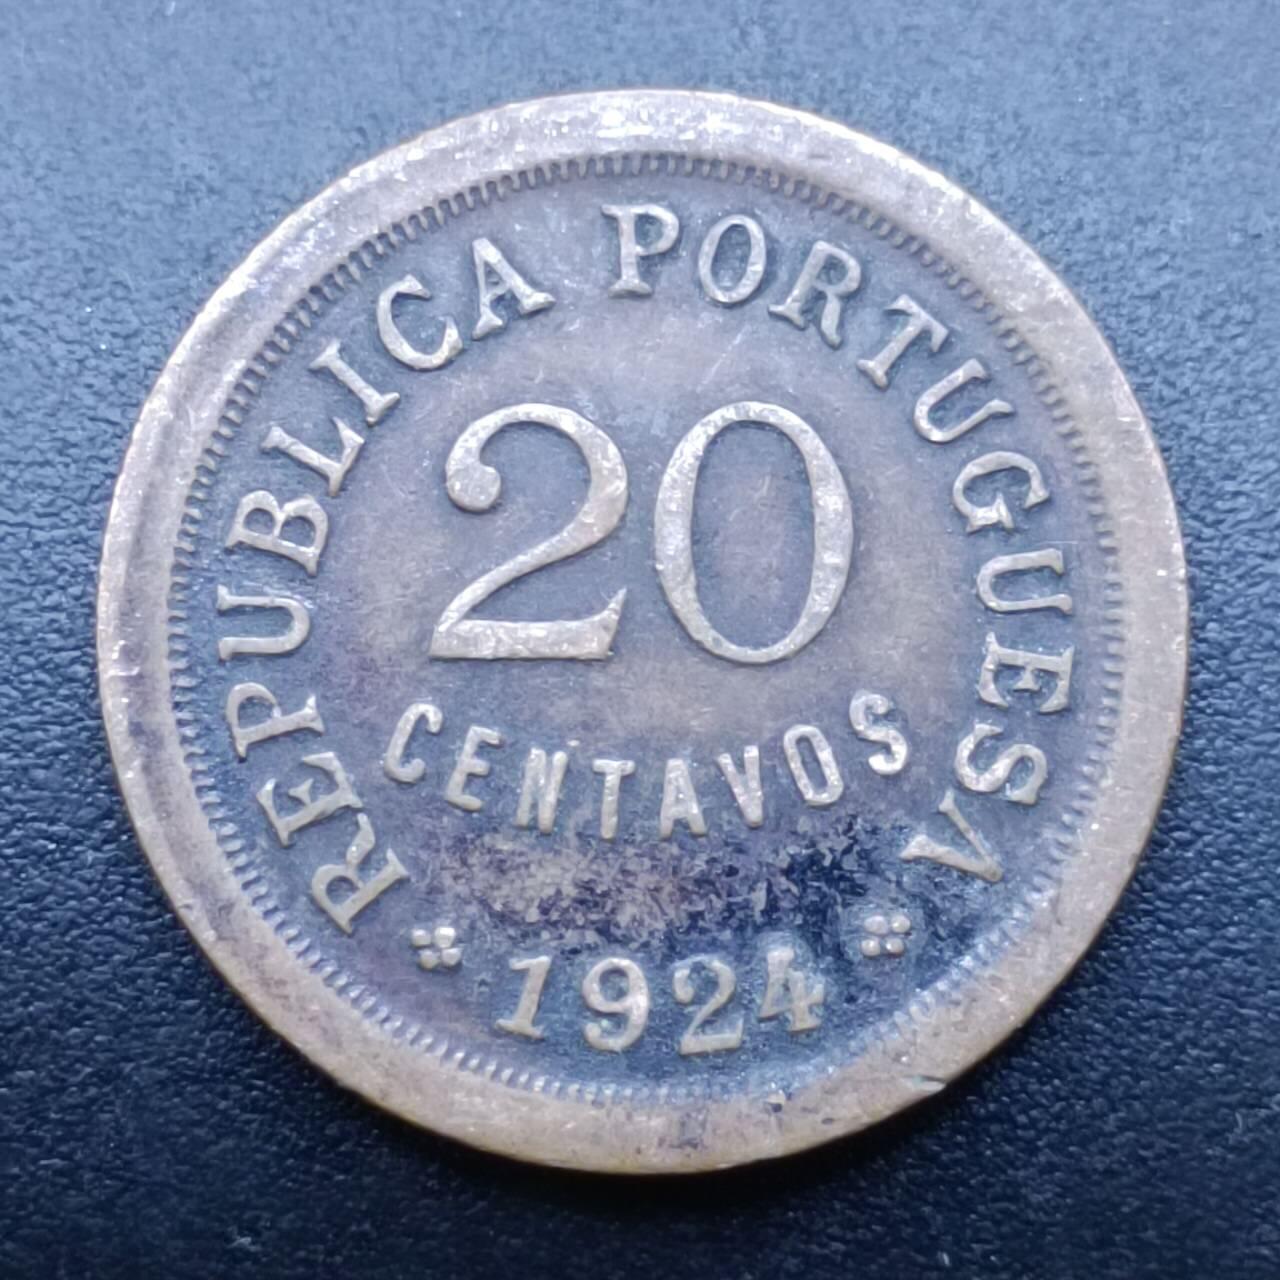 REPUBLICA PORTUGUESA
20
CENTAVOS
1924